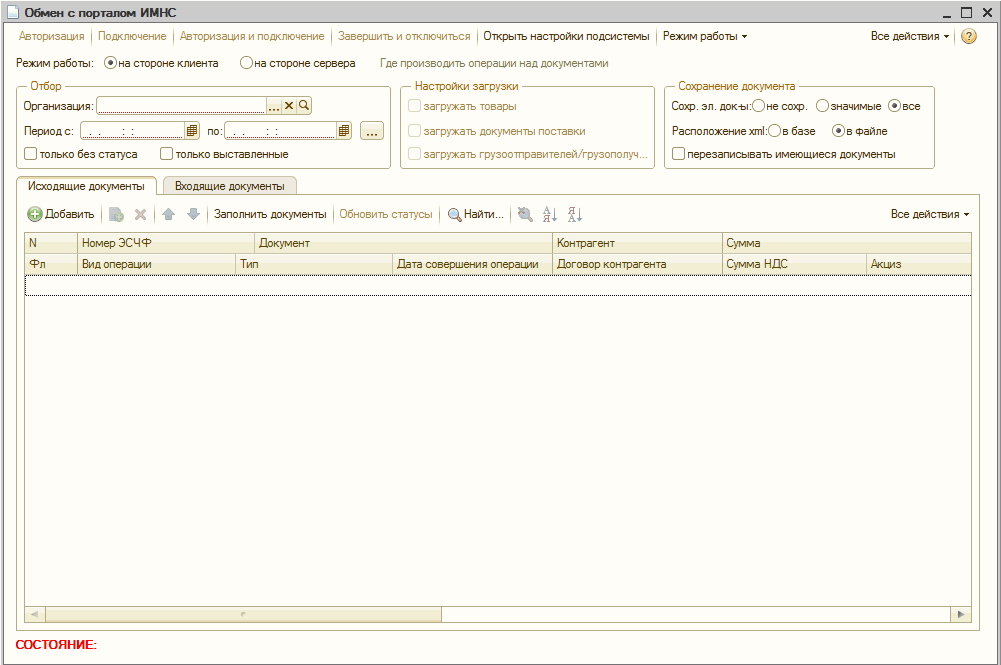 Обмен с порталом ИМНС
Авторизация Подключение Авторизация и подключение Завершить и отключиться Открыть настройки подсистемы Режим работы Все действия ?
Режим работы: на стороне клиента на стороне сервера Где производить операции над документами
Отбор Настройки загрузки Сохранение документа
Организация: ... загружать товары Сохр. эл. док-ы: не сохр. значимые все
Период с: . . : : по: . . : : ... загружать документы поставки Расположение xml: в базе в файле
только без статуса только выставленные загружать грузоотправителей/грузополуч... перезаписывать имеющиеся документы
Исходящие документы Входящие документы
Добавить Заполнить документы Обновить статусы Найти... Все действия
N Номер ЭСЧФ Документ Контрагент Сумма
Фл Вид операции Тип Дата совершения операции Договор контрагента Сумма НДС Акциз
СОСТОЯНИЕ: